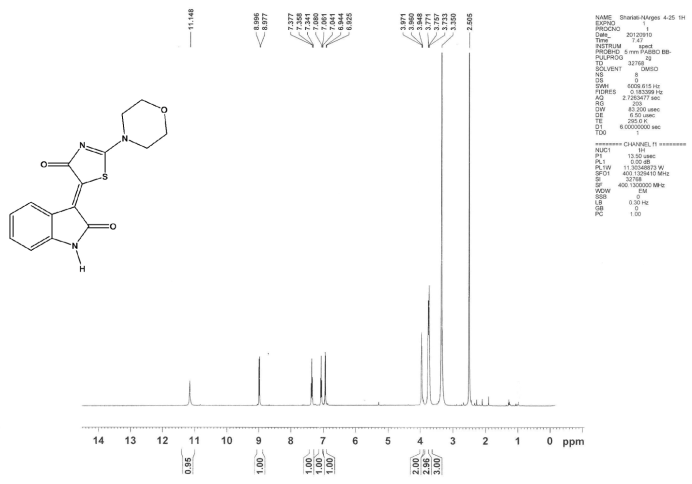 11.148
8.996
8.977
7.377
7.358
7.341
7.080
7.061
7.041
6.944
6.925
3.971
3.960
3.948
3.771
3.757
3.733
3.350
2.505
NAME Shariati-NArges 4-25 1H
EXPNO 1
PROCNO 1
Date_ 20120910
Time 7.47
INSTRUM spect
PROBHD 5 mm PABBO BB-
PULPROG zg
TD 32768
SOLVENT DMSO
NS 8
DS 0
SWH 6009.615 Hz
FIDRES 0.183399 Hz
AQ 2.7263477 sec
RG 203
DW 83.200 usec
DE 6.50 usec
TE 295.0 K
D1 6.00000000 sec
TD0 1
======== CHANNEL f1 ========
NUC1 1H
P1 13.50 usec
PL1 0.00 dB
PL1W 11.30348873 W
SFO1 400.1329410 MHz
SI 32768
SF 400.1300000 MHz
WDW EM
SSB 0
LB 0.30 Hz
GB 0
PC 1.00
O
N
N
O
S
O
N
H
14 13 12 11 10 9 8 7 6 5 4 3 2 1 0 ppm
0.95
1.00
1.00
1.00
1.00
2.00
2.96
3.00